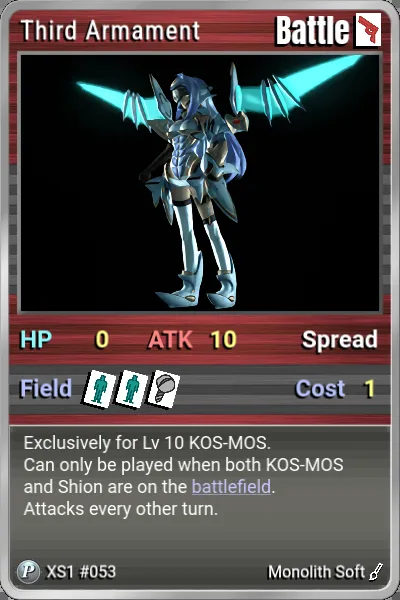 Third Armament Battle
HP 0 ATK 10 Spread
Field Cost 1
Exclusively for Lv 10 KOS-MOS.
Can only be played when both KOS-MOS
and Shion are on the battlefield.
Attacks every other turn.
P XS1 #053 Monolith Soft